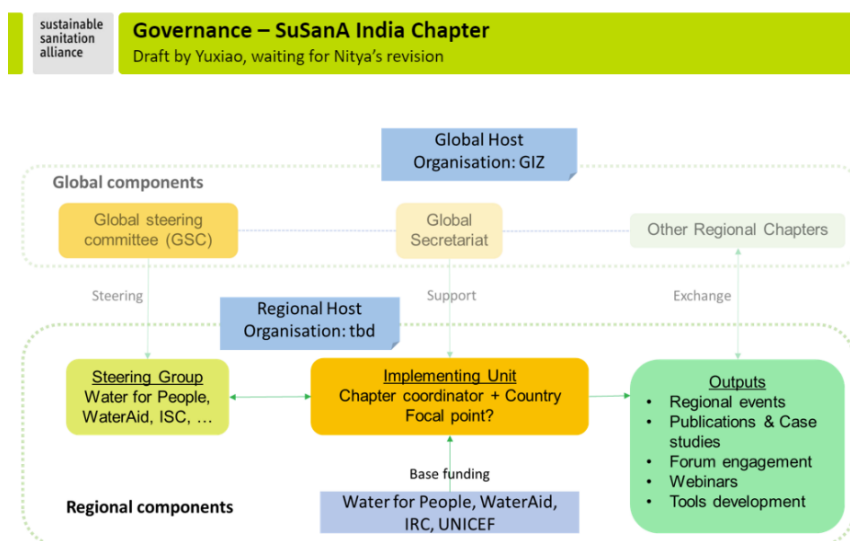 sustainable
sanitation
alliance
Governance – SuSanA India Chapter
Draft by Yuxiao, waiting for Nitya's revision
Global Host
Organisation: GIZ
Global components
Global steering
committee (GSC)
Global
Secretariat
Other Regional Chapters
Steering
Support
Exchange
Regional Host
Organisation: tbd
Steering Group
Water for People,
WaterAid, ISC, …
Implementing Unit
Chapter coordinator + Country
Focal point?
Outputs
• Regional events
• Publications & Case
studies
• Forum engagement
• Webinars
• Tools development
Base funding
Water for People, WaterAid,
IRC, UNICEF
Regional components